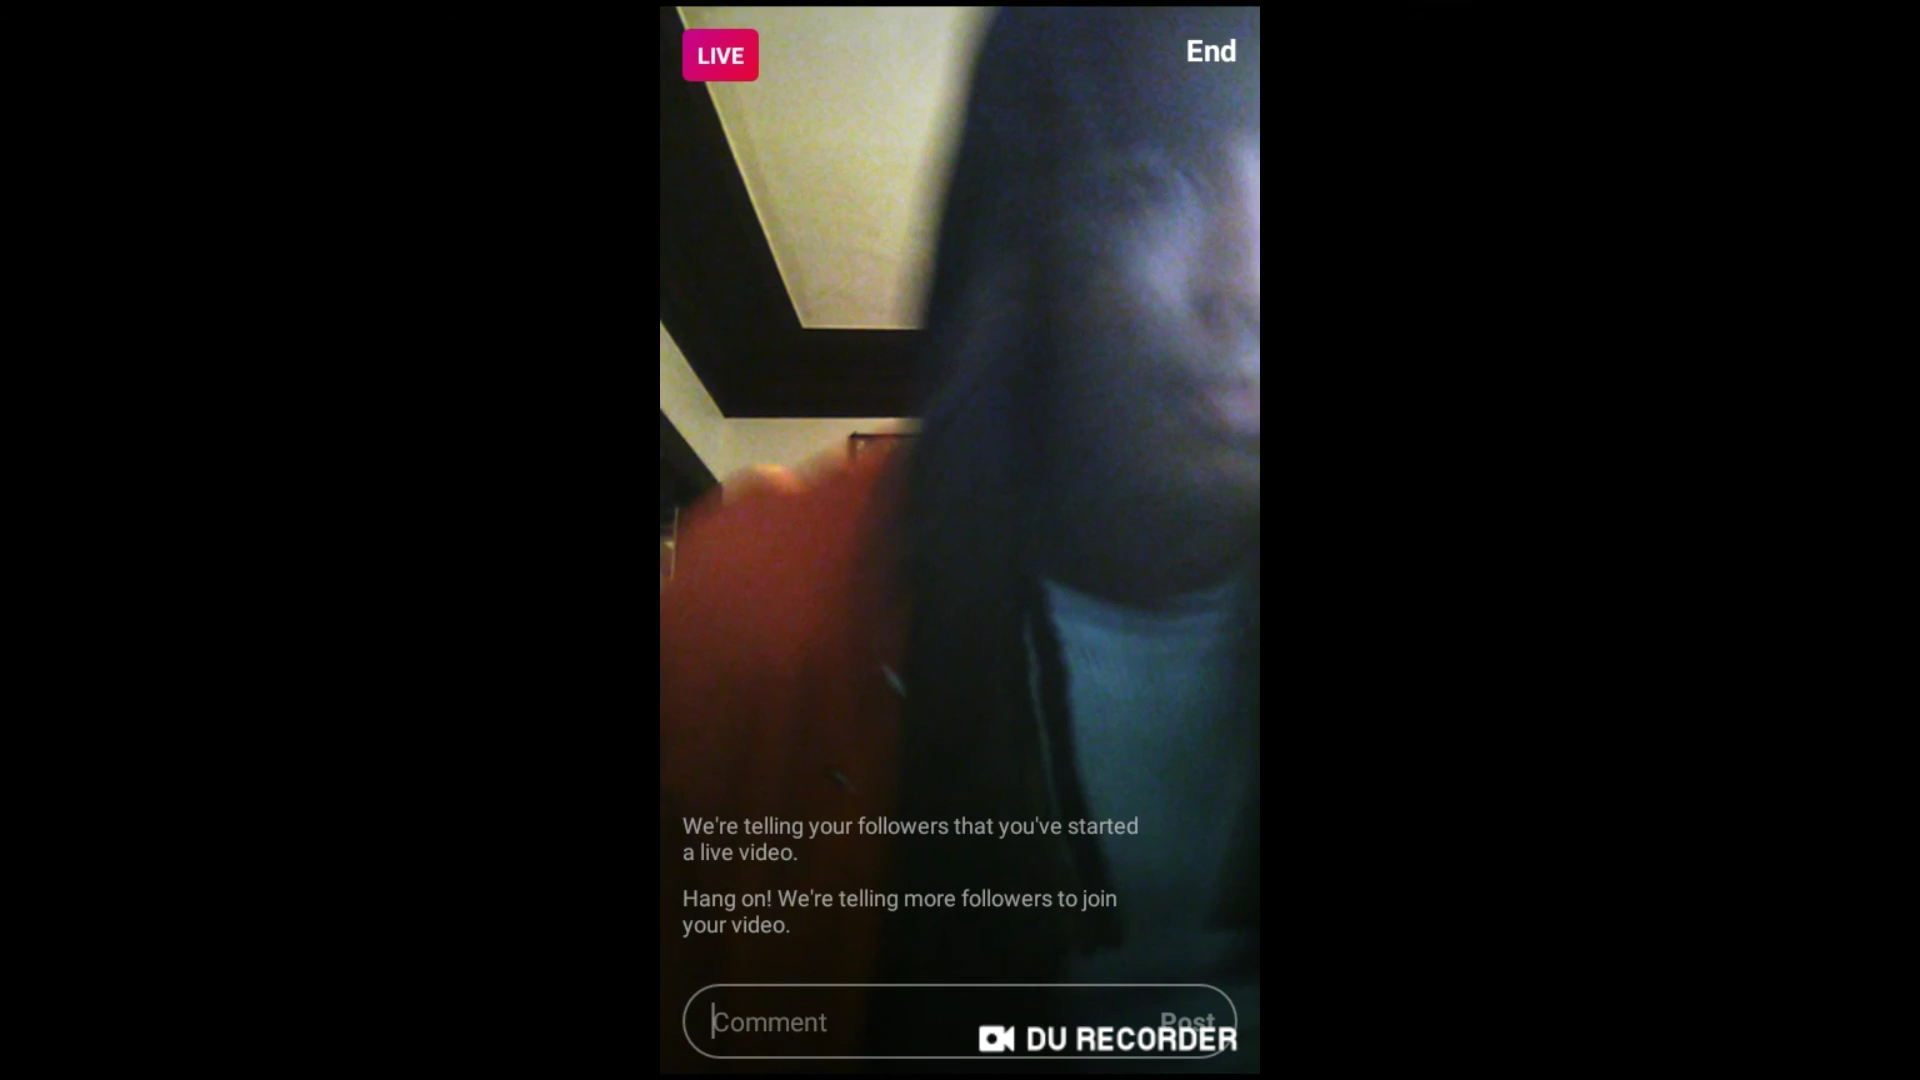 LIVE
End
We're telling your followers that you've started
a live video.
Hang on! We're telling more followers to join
your video.
Comment
Post
DU RECORDER